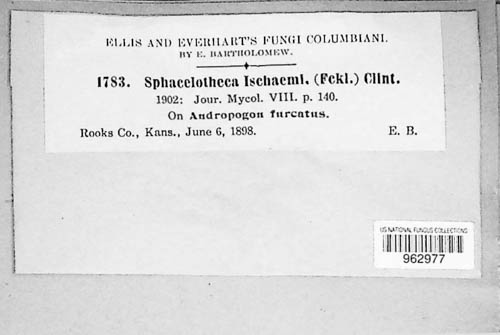 ELLIS AND EVERHART'S FUNGI COLUMBIANI.
BY E. BARTHOLOMEW.
1783. Sphacelotheca Ischaemi. (Fckl.) Clint.
1902: Jour. Mycol. VIII. p. 140.
On Andropogon furcatus.
Rooks Co., Kans., June 6, 1898. E. B.
US NATIONAL FUNGUS COLLECTIONS
962977